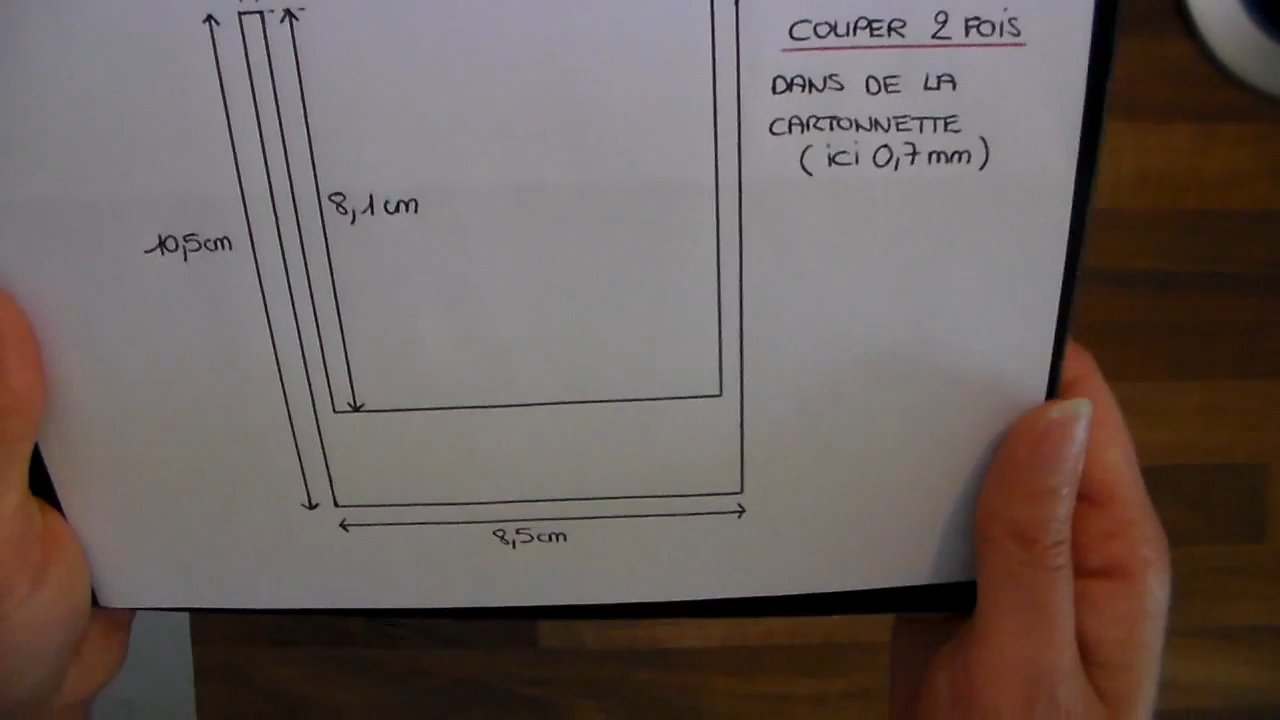 COUPER 2 FOIS
DANS DE LA
CARTONNETTE
(ici 0,7mm)
8,1cm
10,5cm
8,5cm